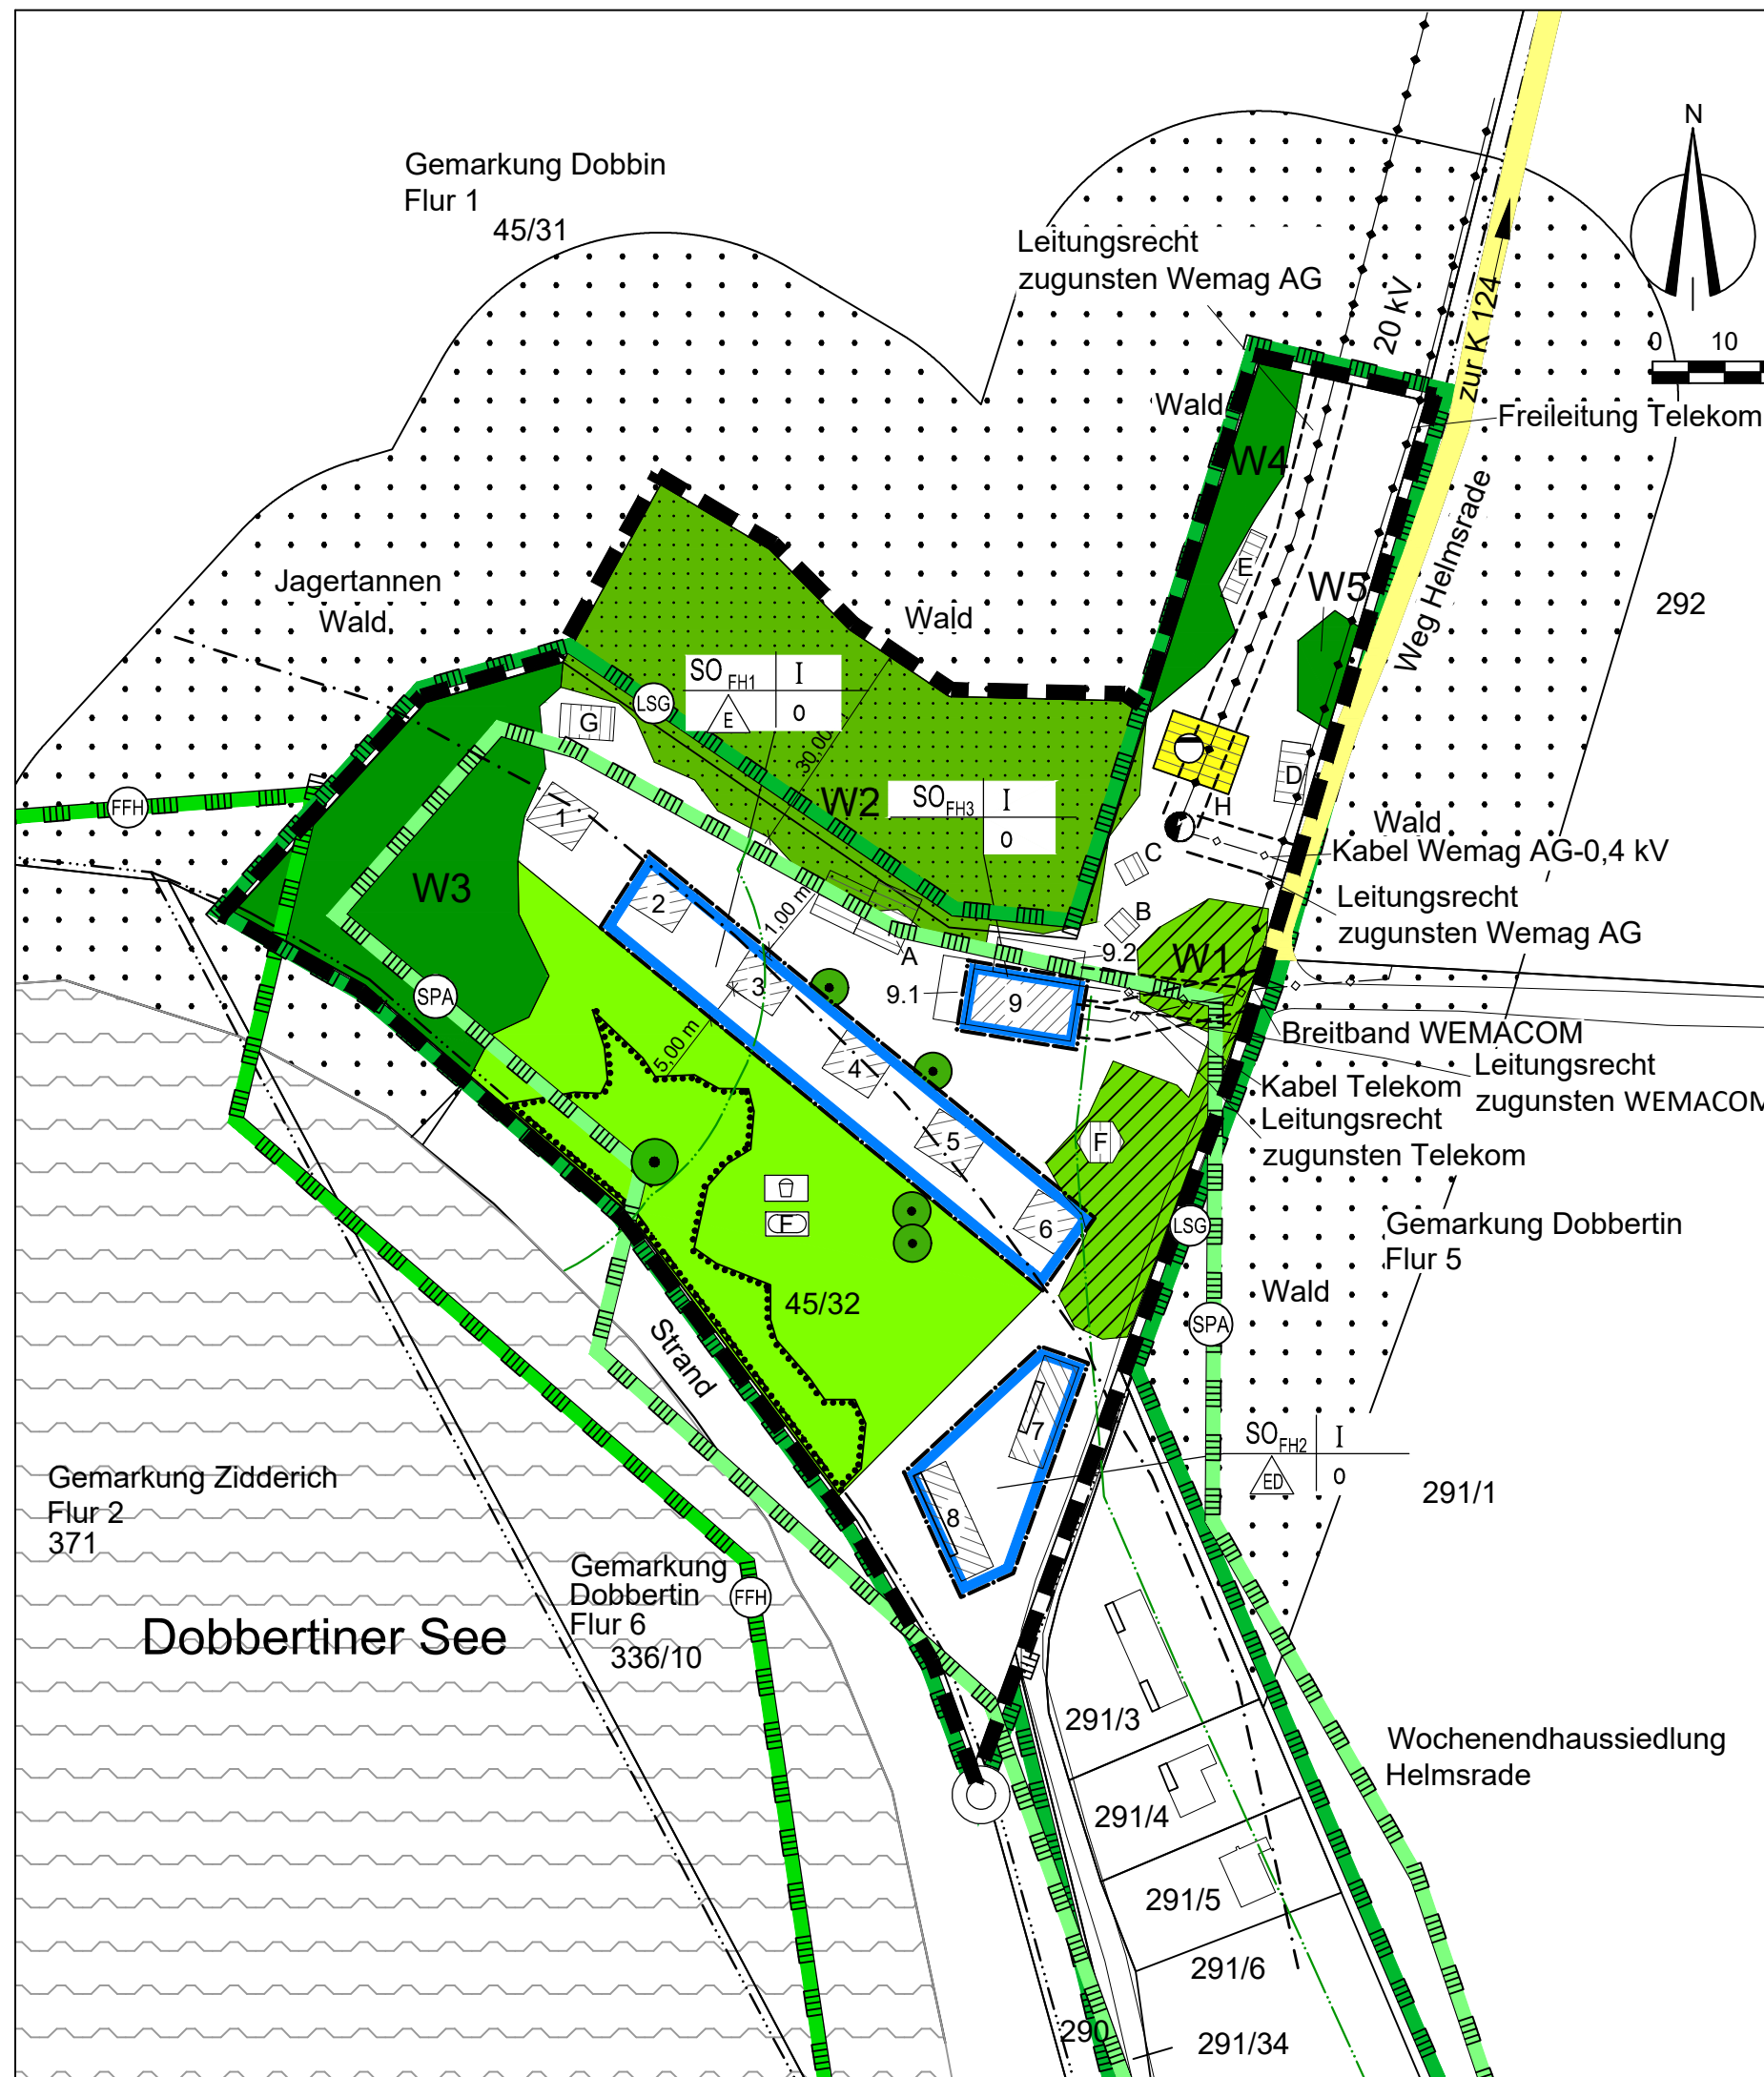 Gemarkung Dobbin
Flur 1
45/31
N
Leitungsrecht
zugunsten Wemag AG
20 kV
zur K 124
0 10
Wald
Freileitung Telekom
W4
Weg Helmsrade
E
W5
292
Jagertannen
Wald
Wald
SO FH1 I
E 0
LSG
G
30,00
W2
SO FH3 I
0
D
H
Wald
Kabel Wemag AG-0,4 kV
FFH
1
C
W3
Leitungsrecht
zugunsten Wemag AG
2
1,00 m
B
A
9.2
W1
3
9.1
9
SPA
5,00 m
4
Breitband WEMACOM
Leitungsrecht
zugunsten WEMACOM
Kabel Telekom
Leitungsrecht
zugunsten Telekom
5
F
F
6
LSG
Gemarkung Dobbertin
Flur 5
45/32
Wald
SPA
Strand
7
SO FH2 I
ED 0
291/1
8
Gemarkung Zidderich
Flur 2
371
Gemarkung
Dobbertin
Flur 6
336/10
FFH
Dobbertiner See
291/3
Wochenendhaussiedlung
Helmsrade
291/4
291/5
291/6
290
291/34